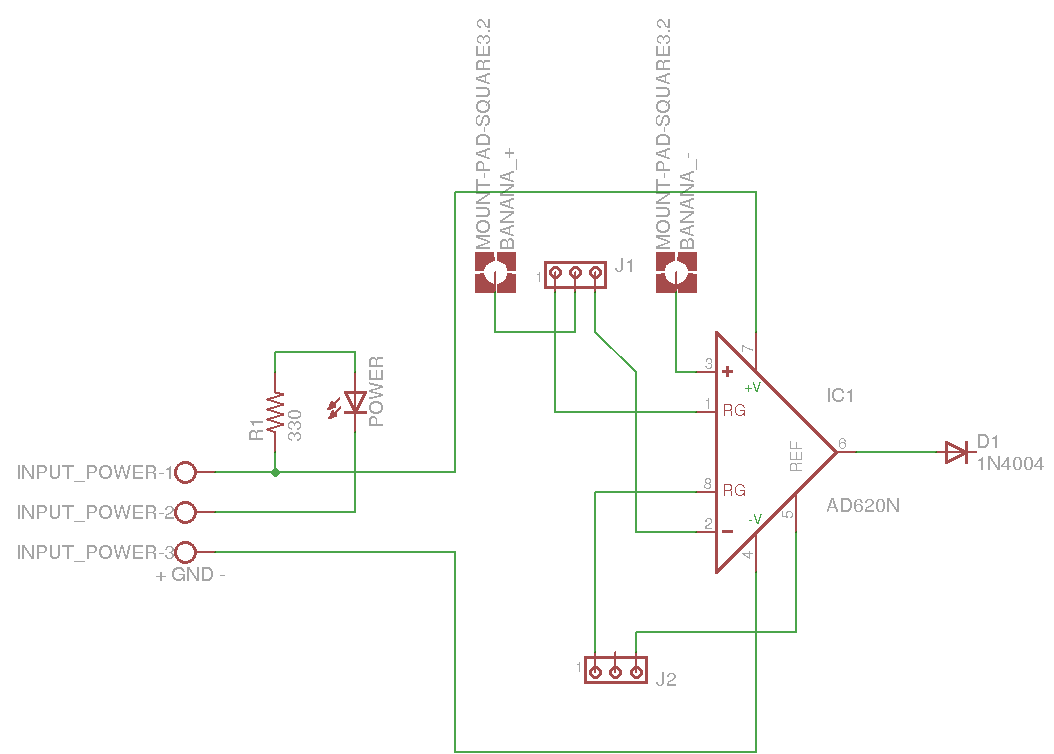 MOUNT-PAD-SQUARE3.2
BANANA_+
MOUNT-PAD-SQUARE3.2
BANANA_-
1
J1
7
3
+
+V
IC1
1
RG
POWER
R1
330
REF
6
D1
1N4004
INPUT_POWER-1
8
RG
AD620N
INPUT_POWER-2
2
-
-V
5
4
INPUT_POWER-3
+ GND -
1
J2